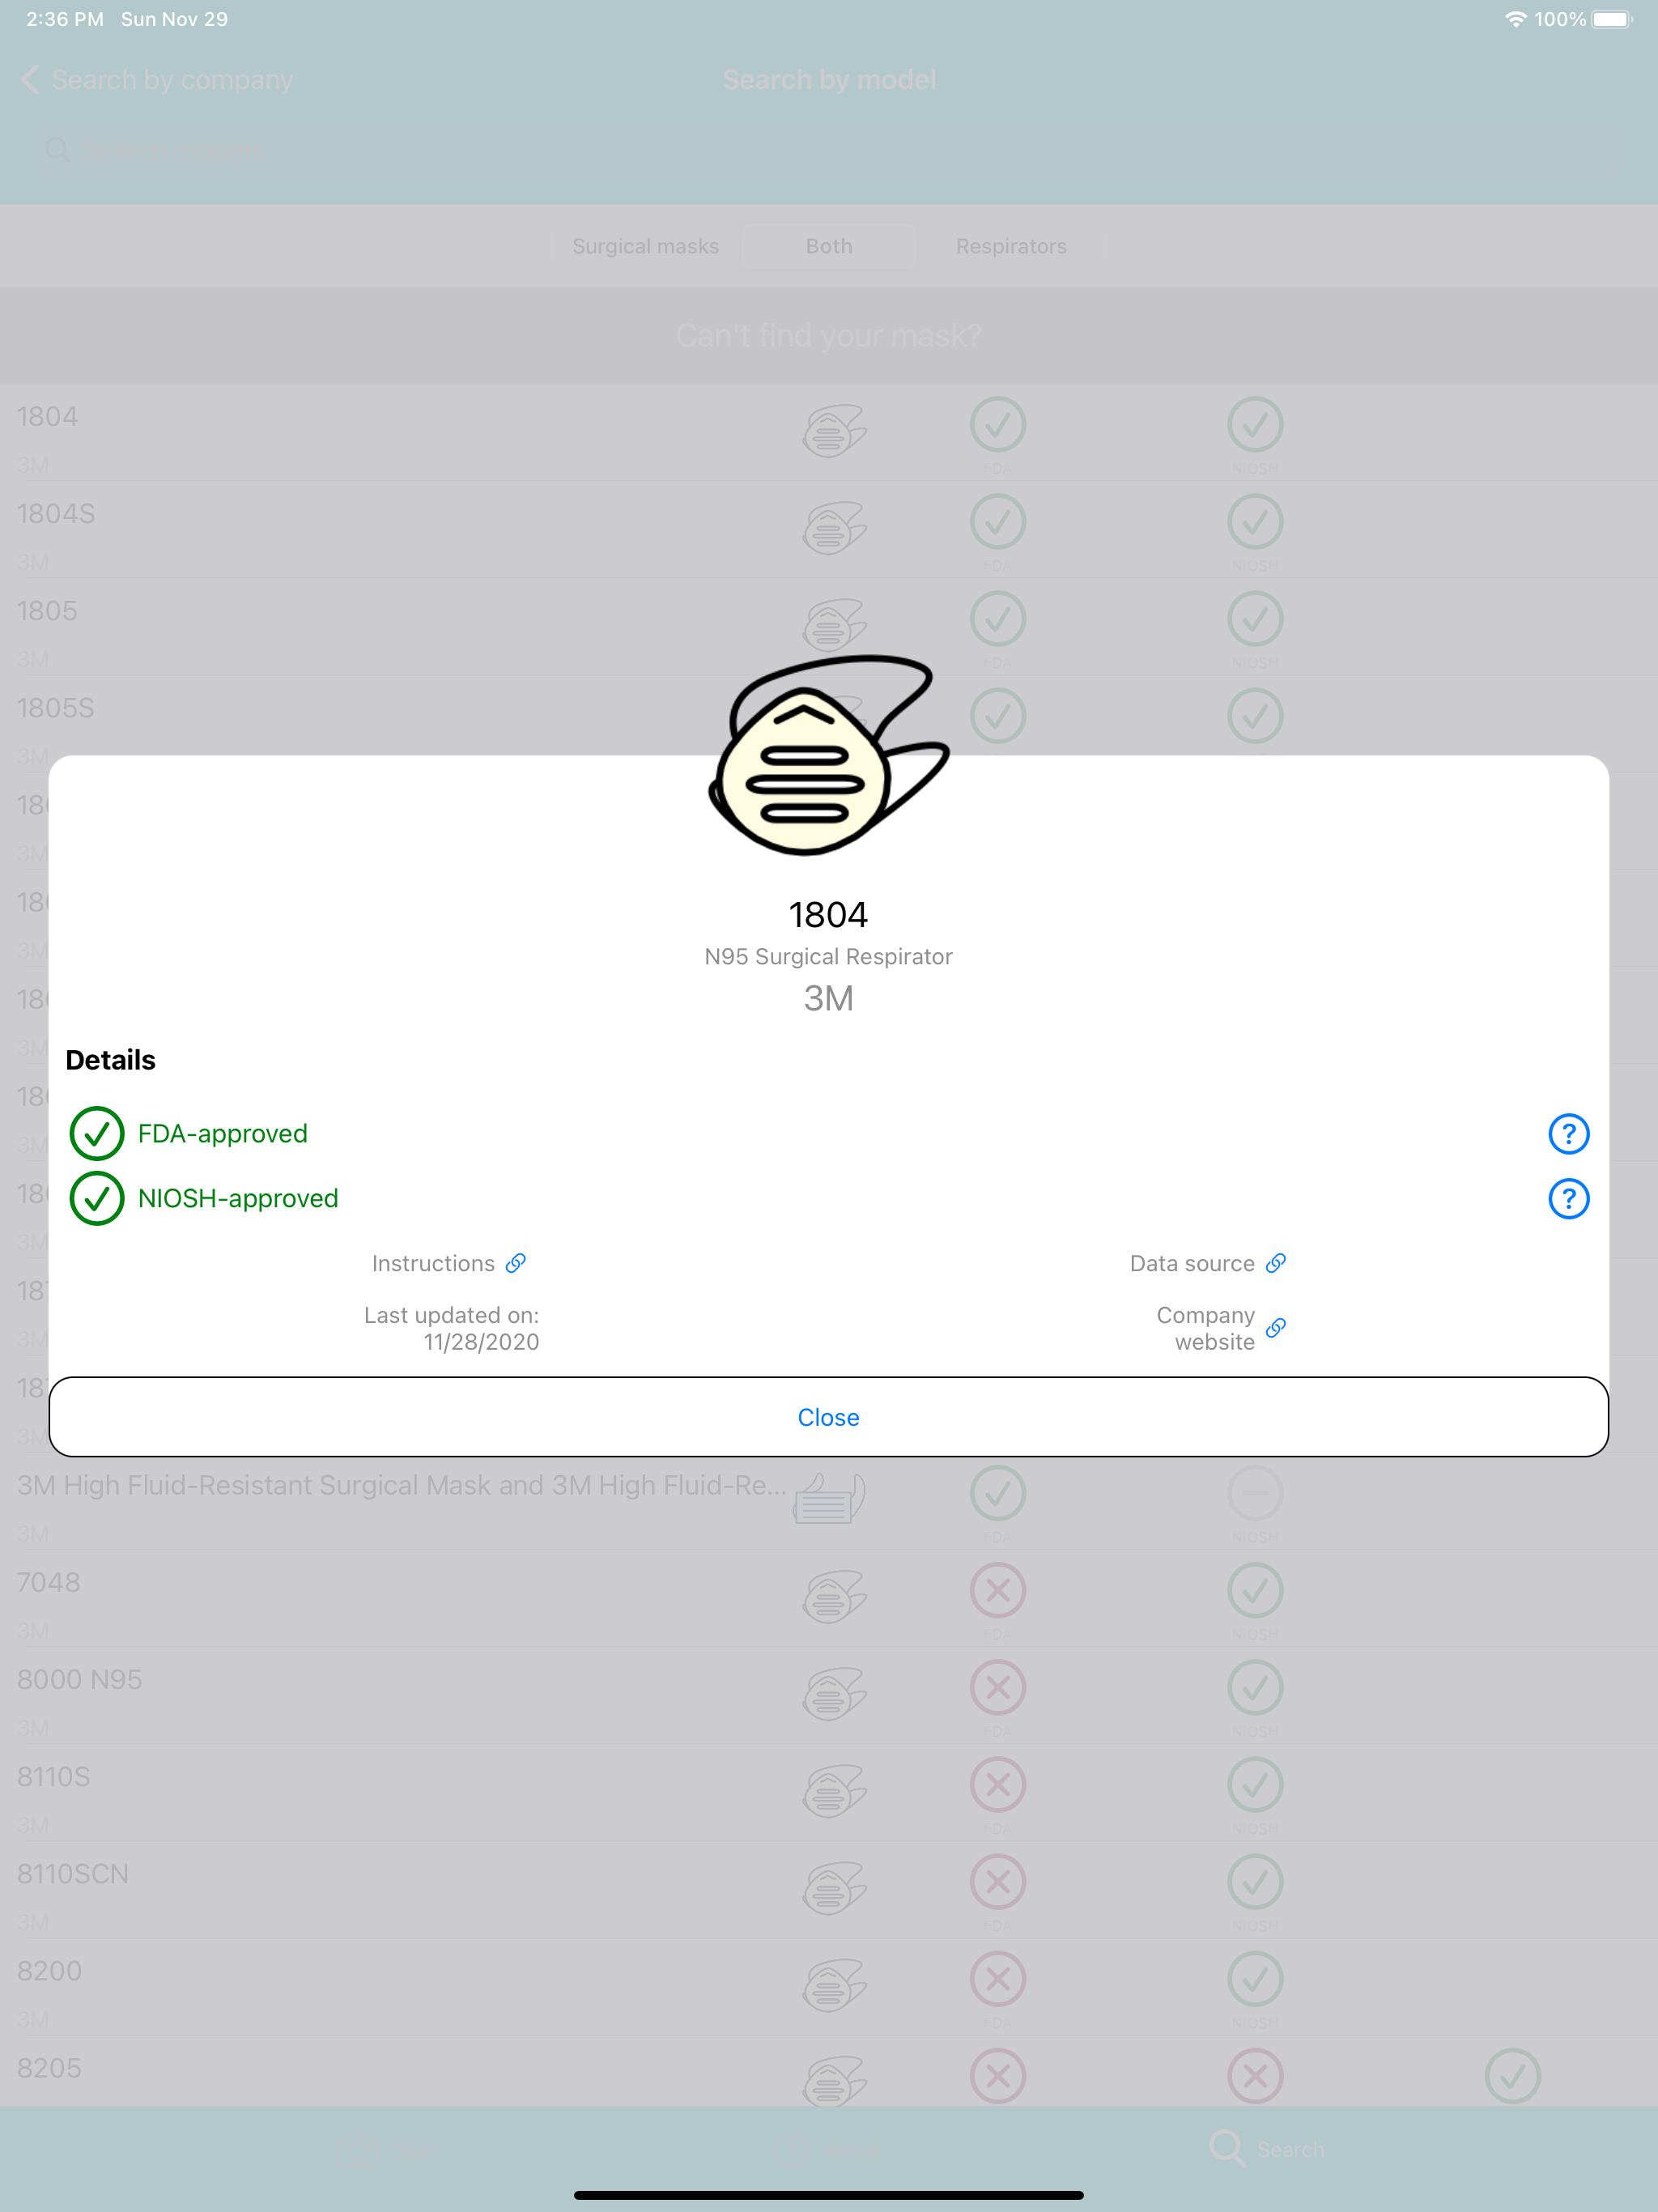 2:36 PM Sun Nov 29
100%
Search by company
Search by model
Surgical masks Both Respirators
Can't find your mask?
1804
3M
FDA NIOSH
1804S
3M
FDA NIOSH
1805
3M
FDA NIOSH
1805S
3M
1804
N95 Surgical Respirator
3M
Details
FDA-approved
?
NIOSH-approved
?
Instructions
Data source
Last updated on:
11/28/2020
Company
website
Close
3M High Fluid-Resistant Surgical Mask and 3M High Fluid-Re...
3M
FDA NIOSH
7048
3M
FDA NIOSH
8000 N95
3M
FDA NIOSH
8110S
3M
FDA NIOSH
8110SCN
3M
FDA NIOSH
8200
3M
FDA NIOSH
8205
Search